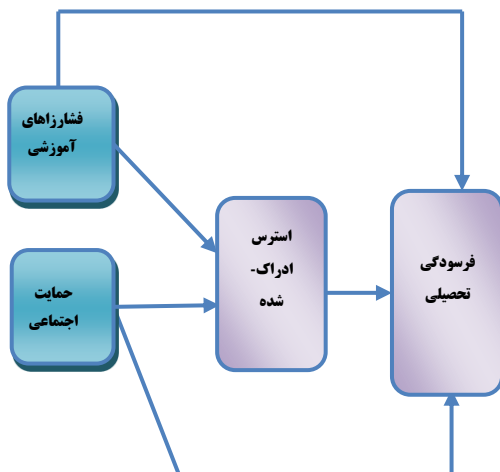 فشارزاهای
آموزشی
حمایت
اجتماعی
استرس
ادراک-
شده
فرسودگی
تحصیلی